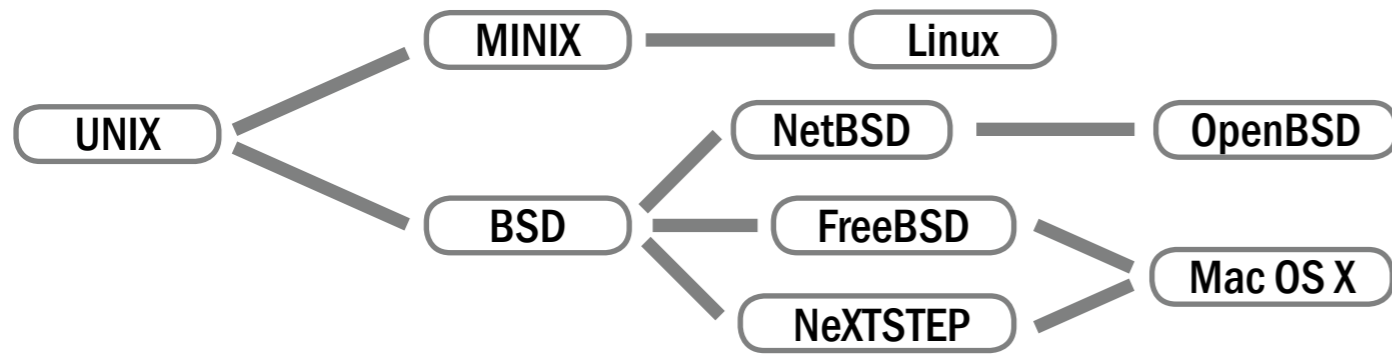 MINIX
Linux
UNIX
NetBSD
OpenBSD
BSD
FreeBSD
Mac OS X
NeXTSTEP